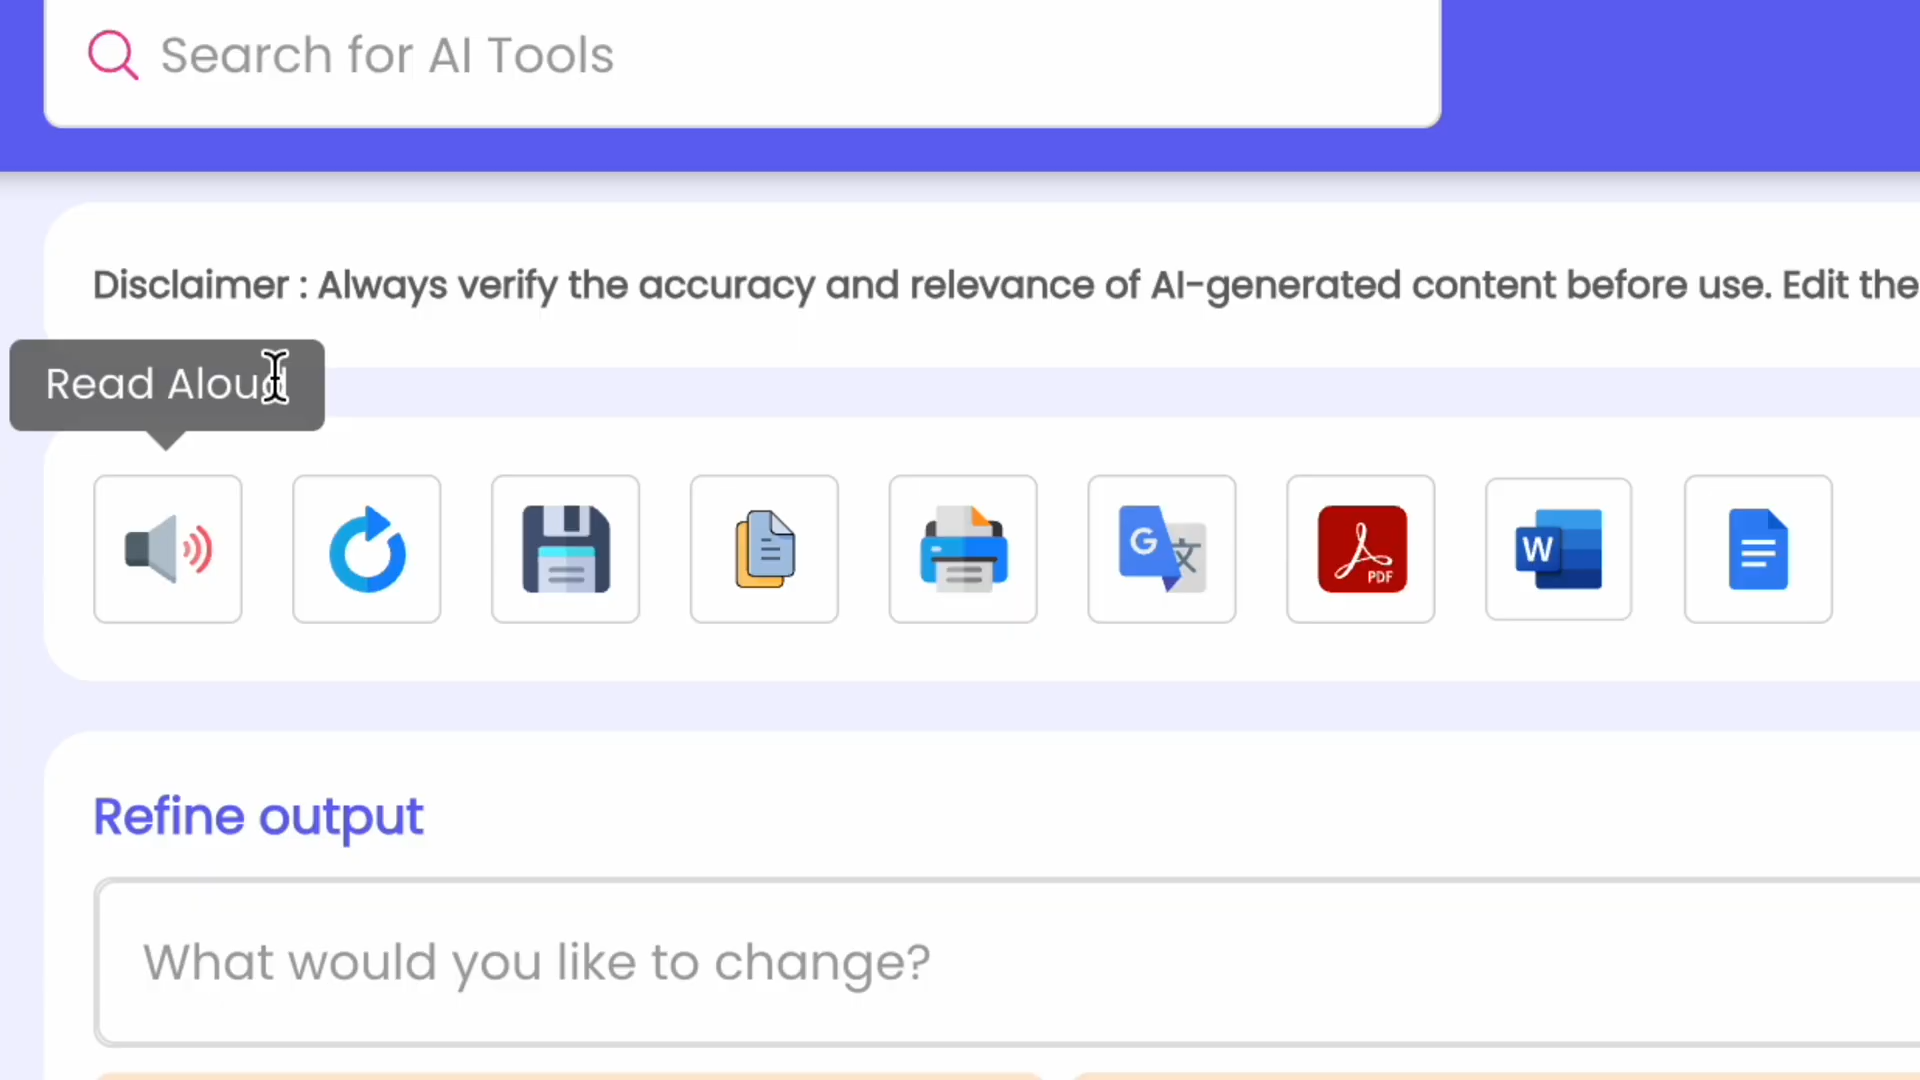 Search for AI Tools
Disclaimer : Always verify the accuracy and relevance of AI-generated content before use. Edit the
Read Aloud
G 文
PDF
W
Refine output
What would you like to change?